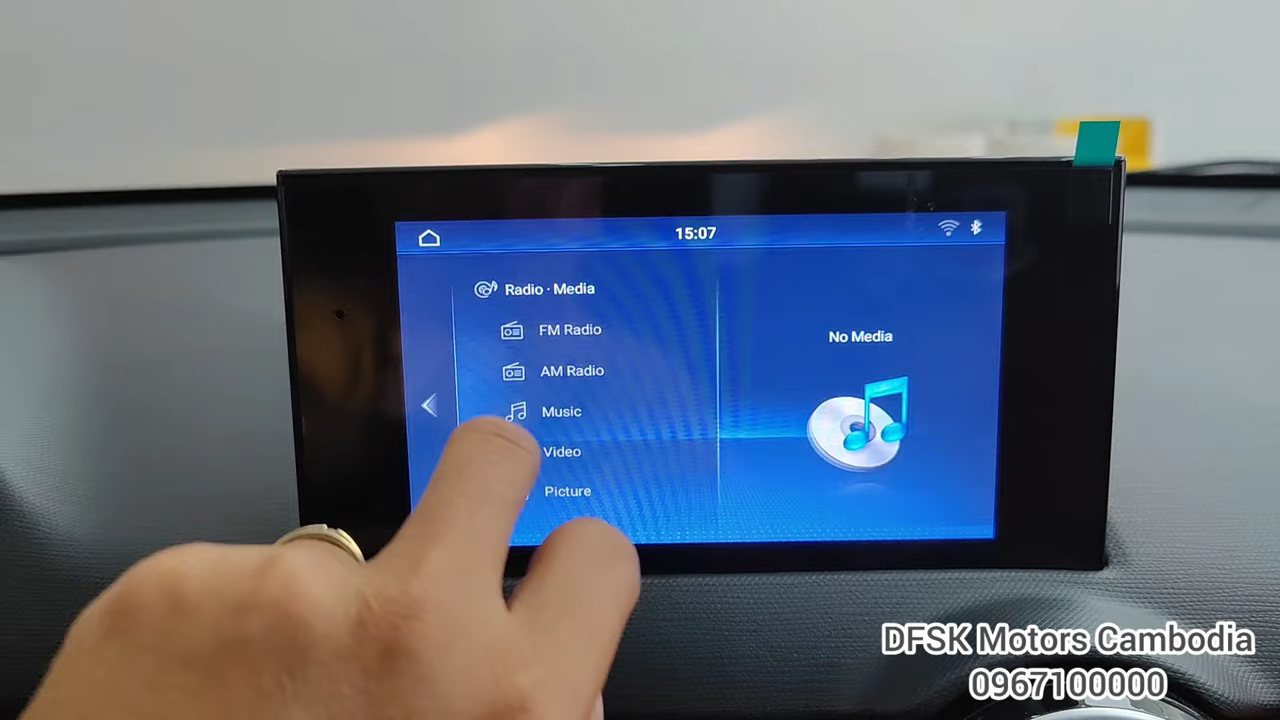 15:07
Radio · Media
FM Radio
AM Radio
Music
Video
Picture
No Media
DFSK Motors Cambodia
0967100000